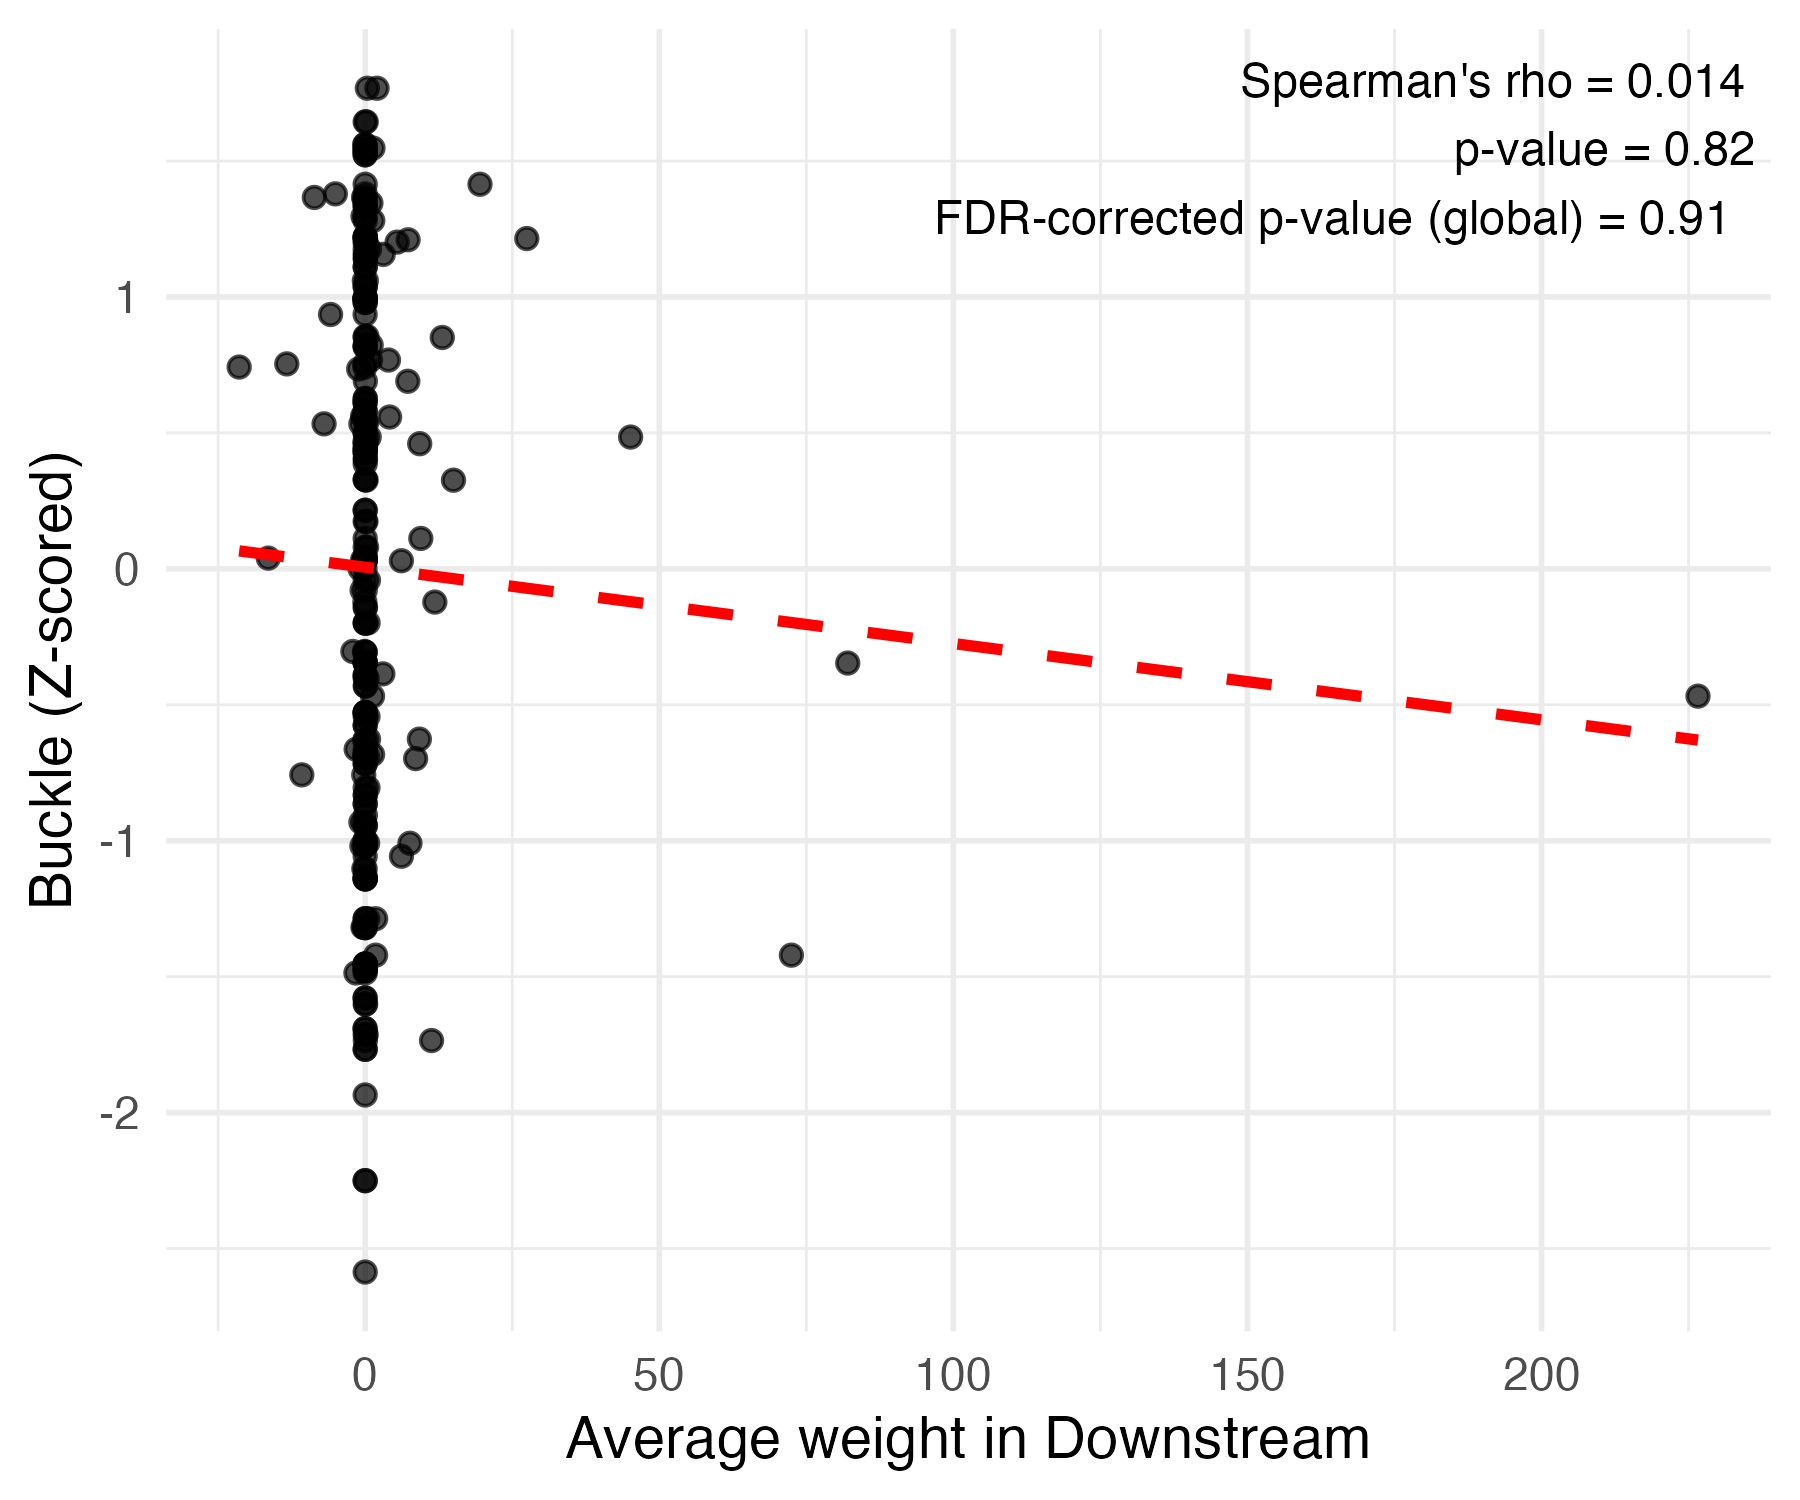 Spearman's rho = 0.014
p-value = 0.82
FDR-corrected p-value (global) = 0.91
Buckle (Z-scored)
1
0
-1
-2
0
50
100
150
200
Average weight in Downstream